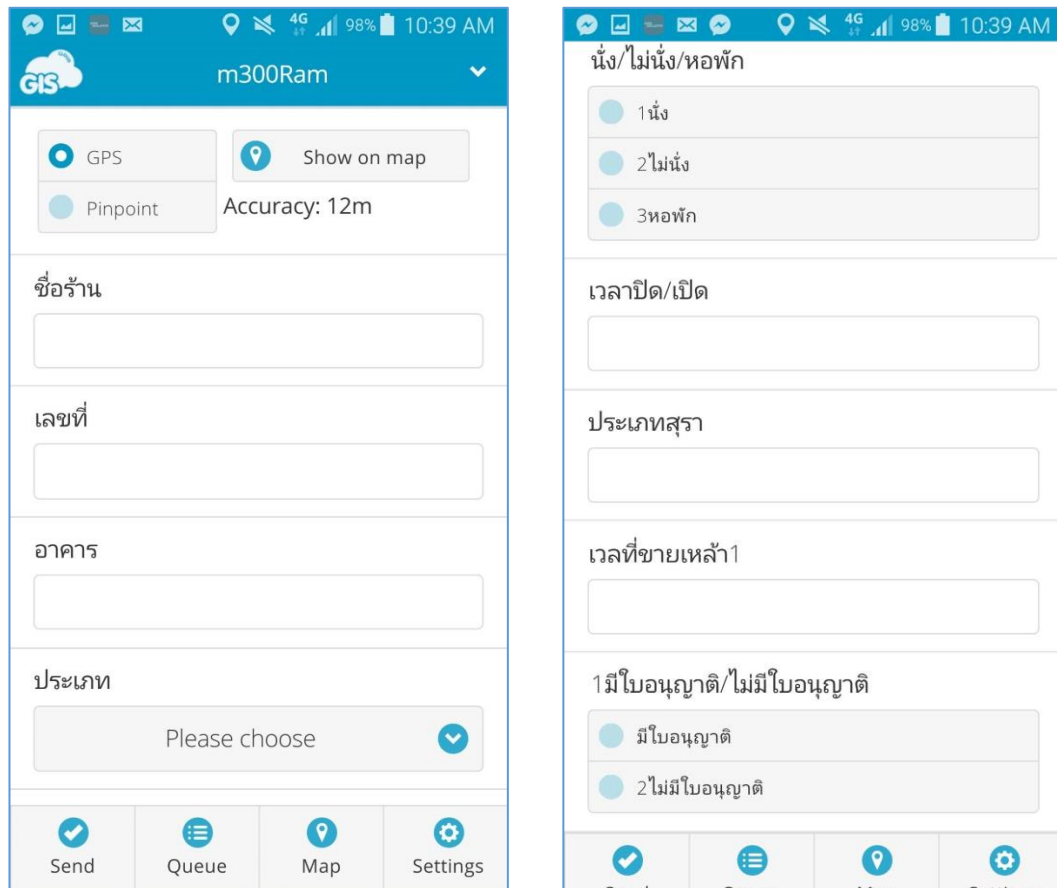 4G 98% 10:39 AM
GIS
m300Ram
GPS
Show on map
Pinpoint
Accuracy: 12m
ชื่อร้าน
เลขที่
อาคาร
ประเภท
Please choose
Send Queue Map Settings
4G 98% 10:39 AM
นั่ง/ไม่นั่ง/หอพัก
1นั่ง
2ไม่นั่ง
3หอพัก
เวลาปิด/เปิด
ประเภทสุรา
เวลที่ขายเหล้า1
1มีใบอนุญาติ/ไม่มีใบอนุญาติ
มีใบอนุญาติ
2ไม่มีใบอนุญาติ